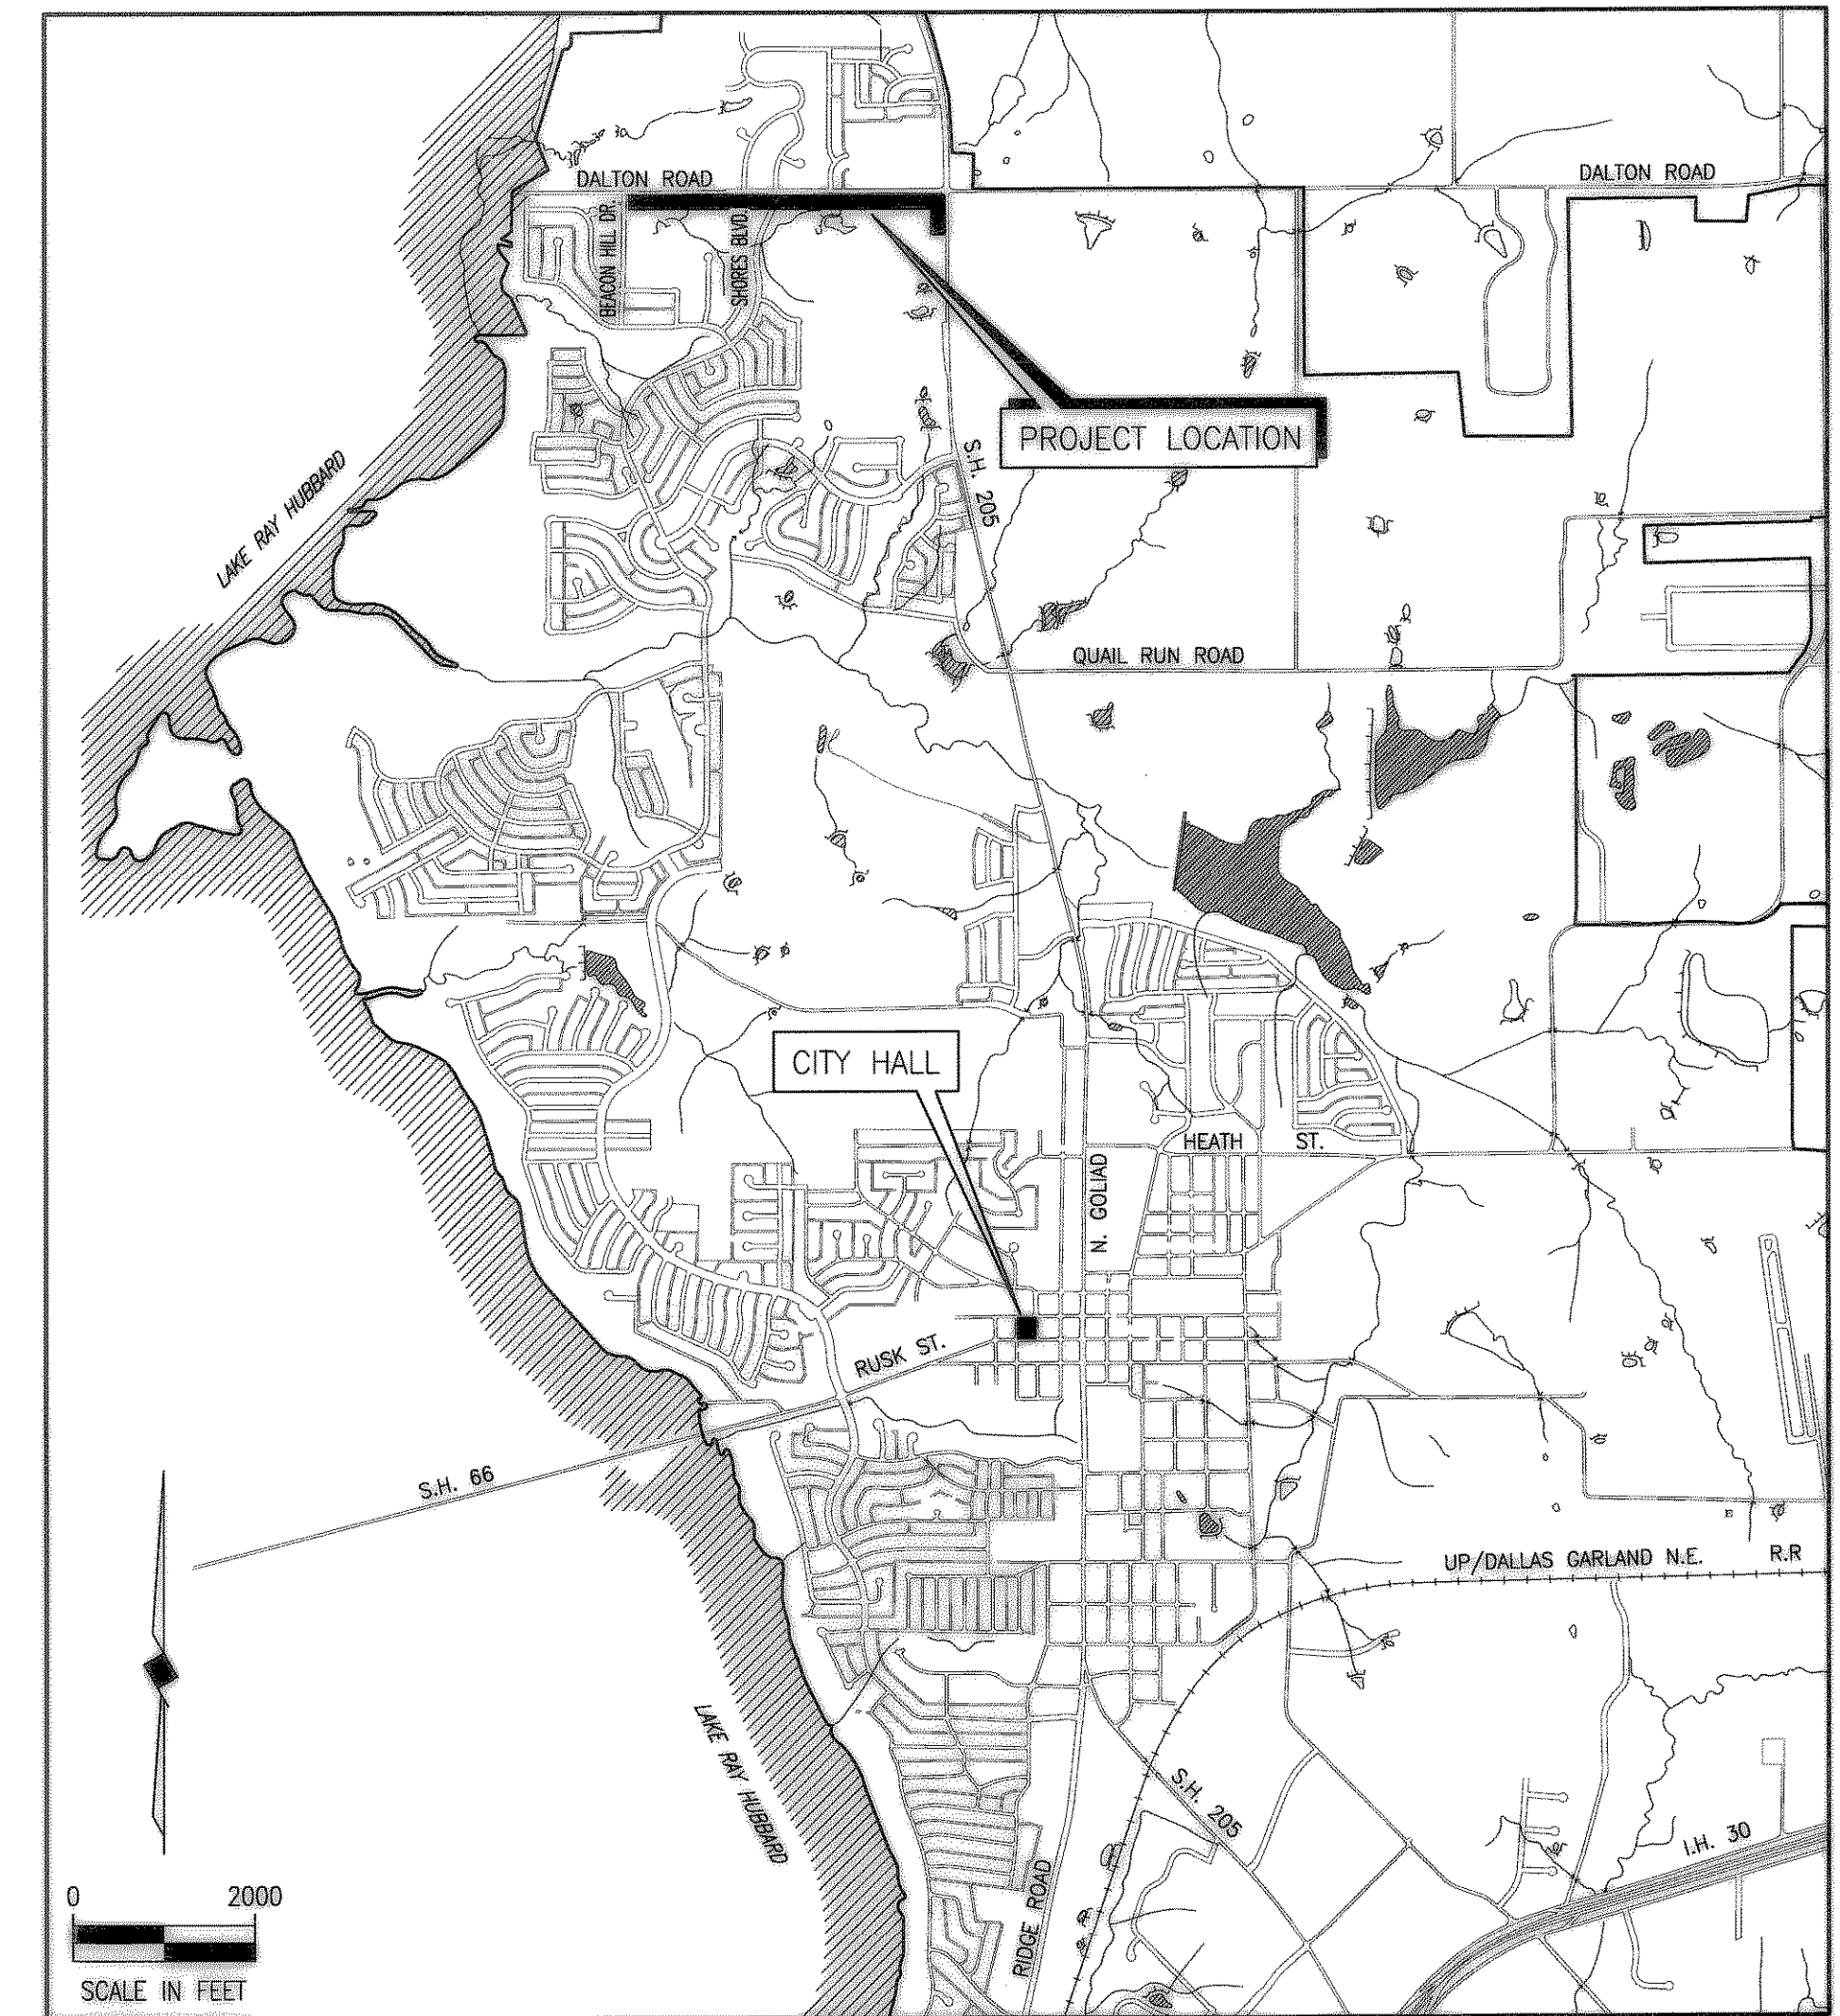 DALTON ROAD
DALTON ROAD
BEACON HILL DR.
SHORES BLVD.
PROJECT LOCATION
S.H. 205
LAKE RAY HUBBARD
QUAIL RUN ROAD
CITY HALL
HEATH ST.
N. GOLIAD
RUSK ST.
S.H. 66
UP/DALLAS GARLAND N.E. R.R
LAKE RAY HUBBARD
S.H. 205
I.H. 30
RIDGE ROAD
0 2000
SCALE IN FEET